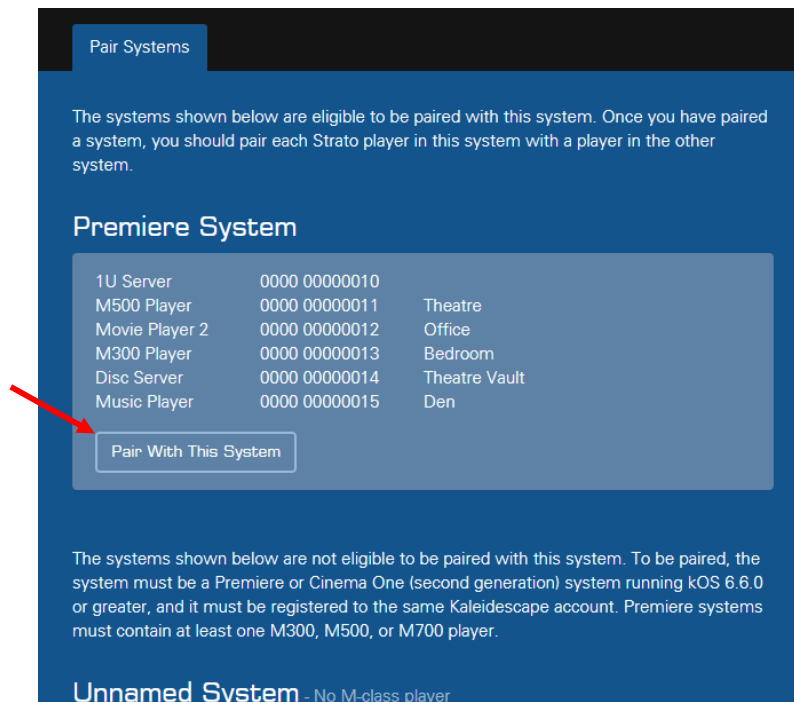 Pair Systems
The systems shown below are eligible to be paired with this system. Once you have paired
a system, you should pair each Strato player in this system with a player in the other
system.
Premiere System
1U Server 0000 00000010
M500 Player 0000 00000011 Theatre
Movie Player 2 0000 00000012 Office
M300 Player 0000 00000013 Bedroom
Disc Server 0000 00000014 Theatre Vault
Music Player 0000 00000015 Den
Pair With This System
The systems shown below are not eligible to be paired with this system. To be paired, the
system must be a Premiere or Cinema One (second generation) system running kOS 6.6.0
or greater, and it must be registered to the same Kaleidescape account. Premiere systems
must contain at least one M300, M500, or M700 player.
Unnamed System - No M-class player